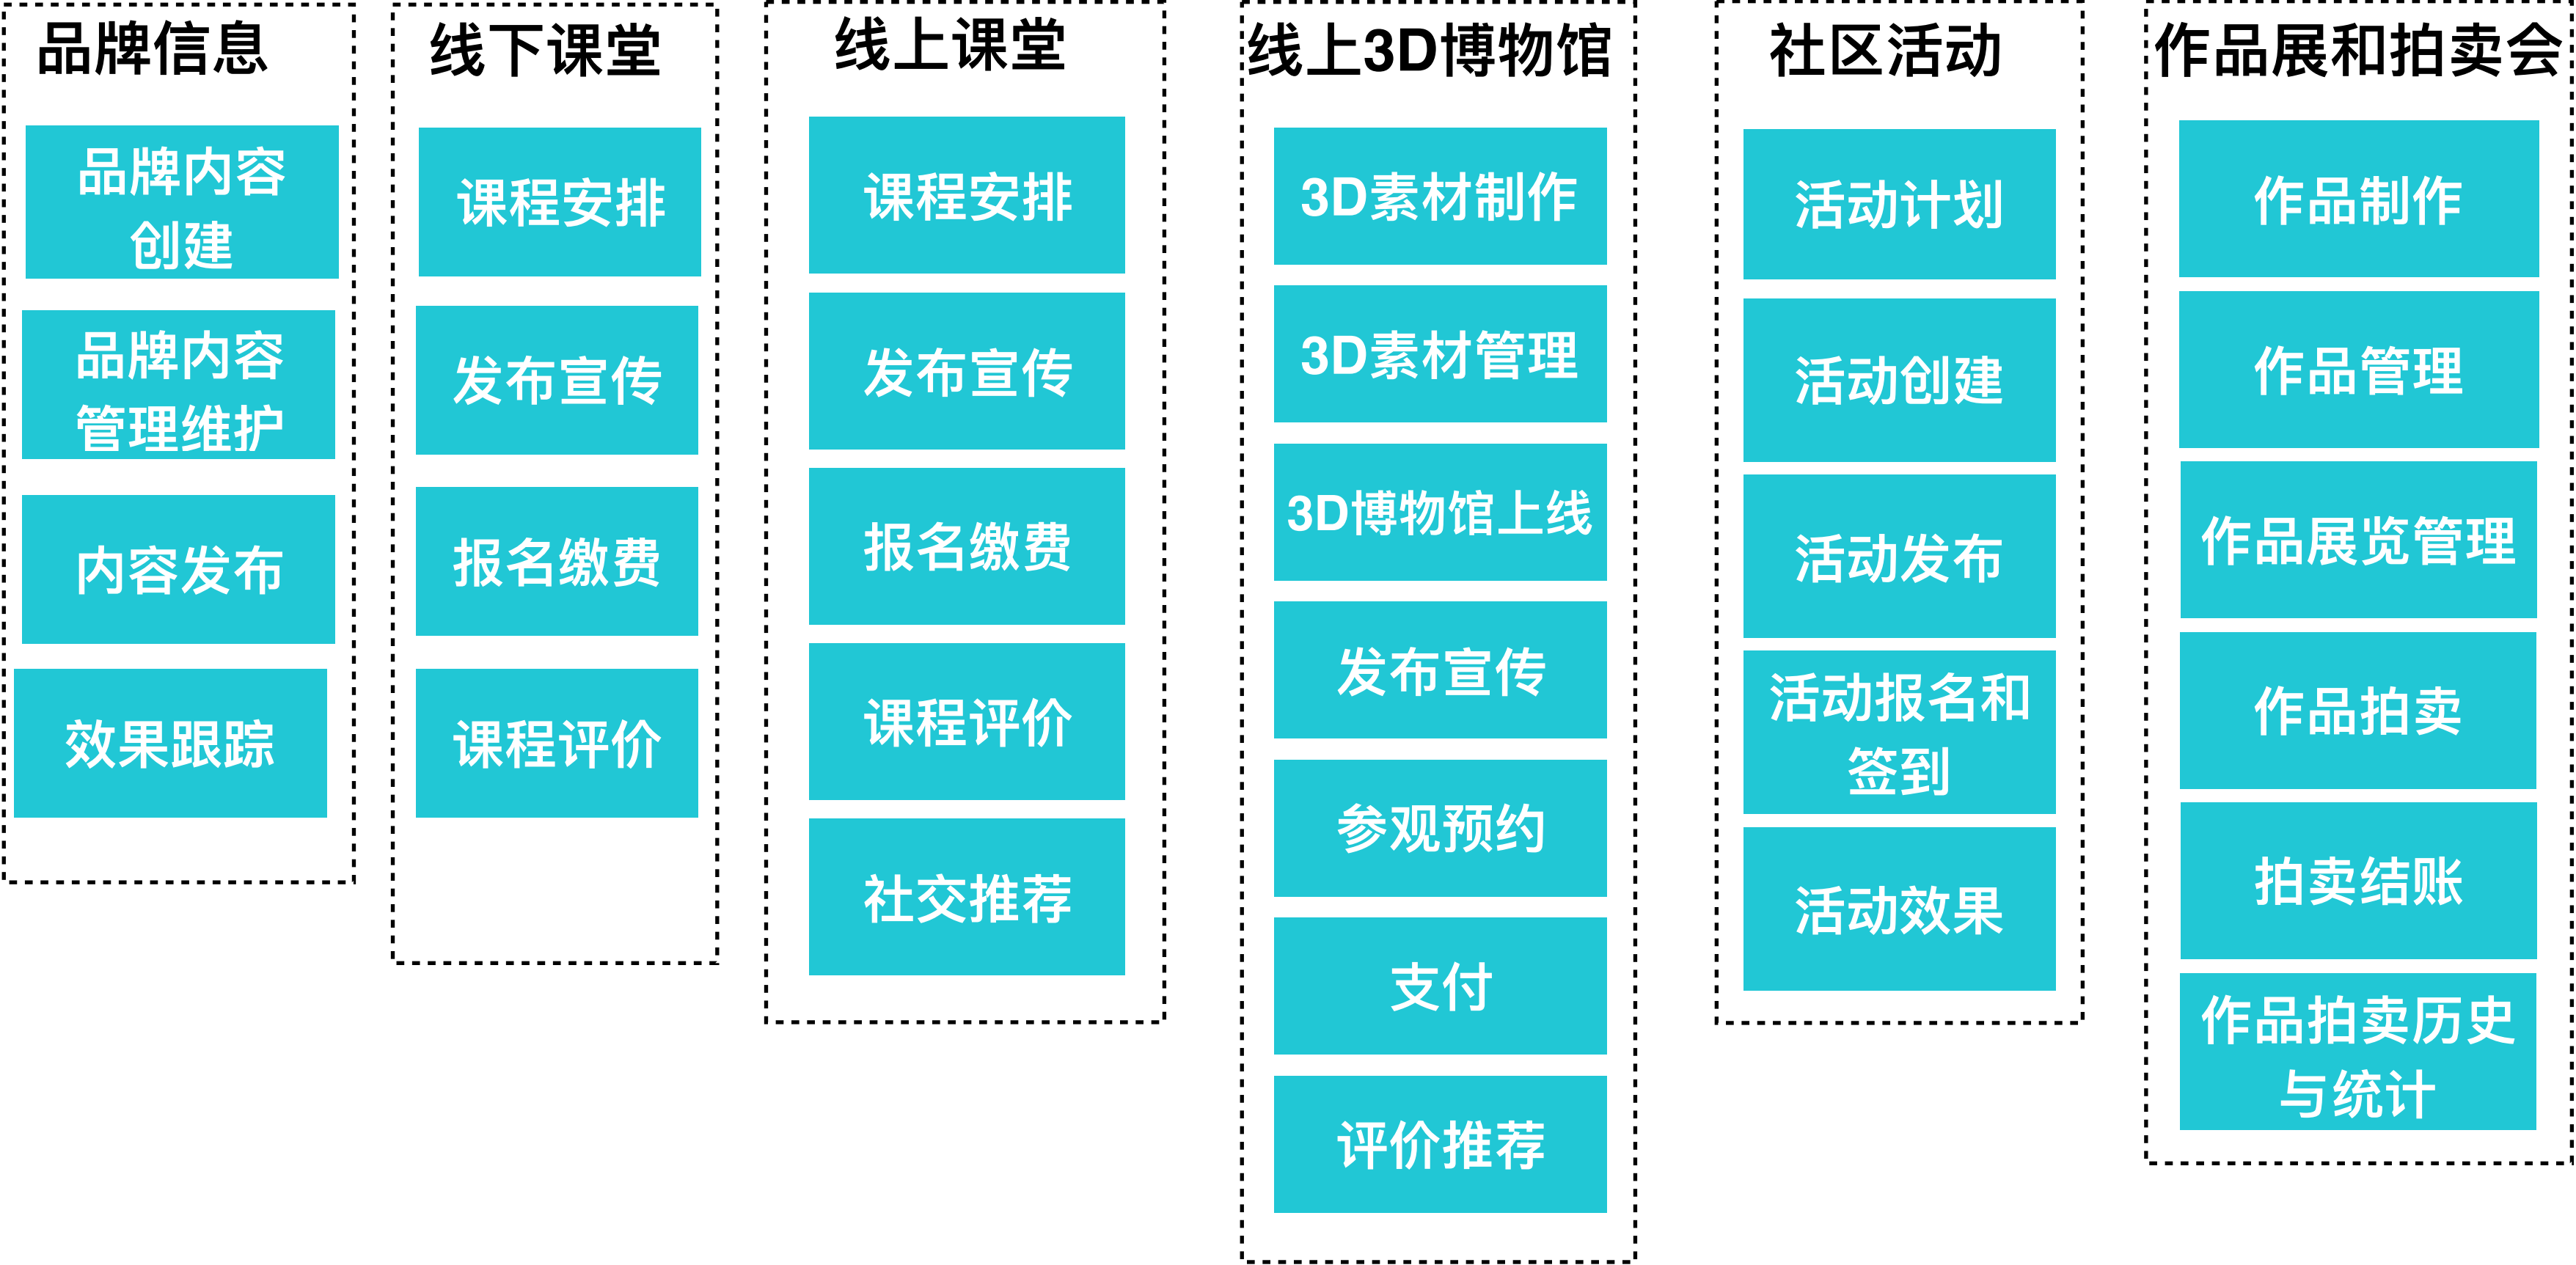 品牌信息
品牌内容
创建
品牌内容
管理维护
内容发布
效果跟踪
线下课堂
课程安排
发布宣传
报名缴费
课程评价
线上课堂
课程安排
发布宣传
报名缴费
课程评价
社交推荐
线上3D博物馆
3D素材制作
3D素材管理
3D博物馆上线
发布宣传
参观预约
支付
评价推荐
社区活动
活动计划
活动创建
活动发布
活动报名和
签到
活动效果
作品展和拍卖会
作品制作
作品管理
作品展览管理
作品拍卖
拍卖结账
作品拍卖历史
与统计